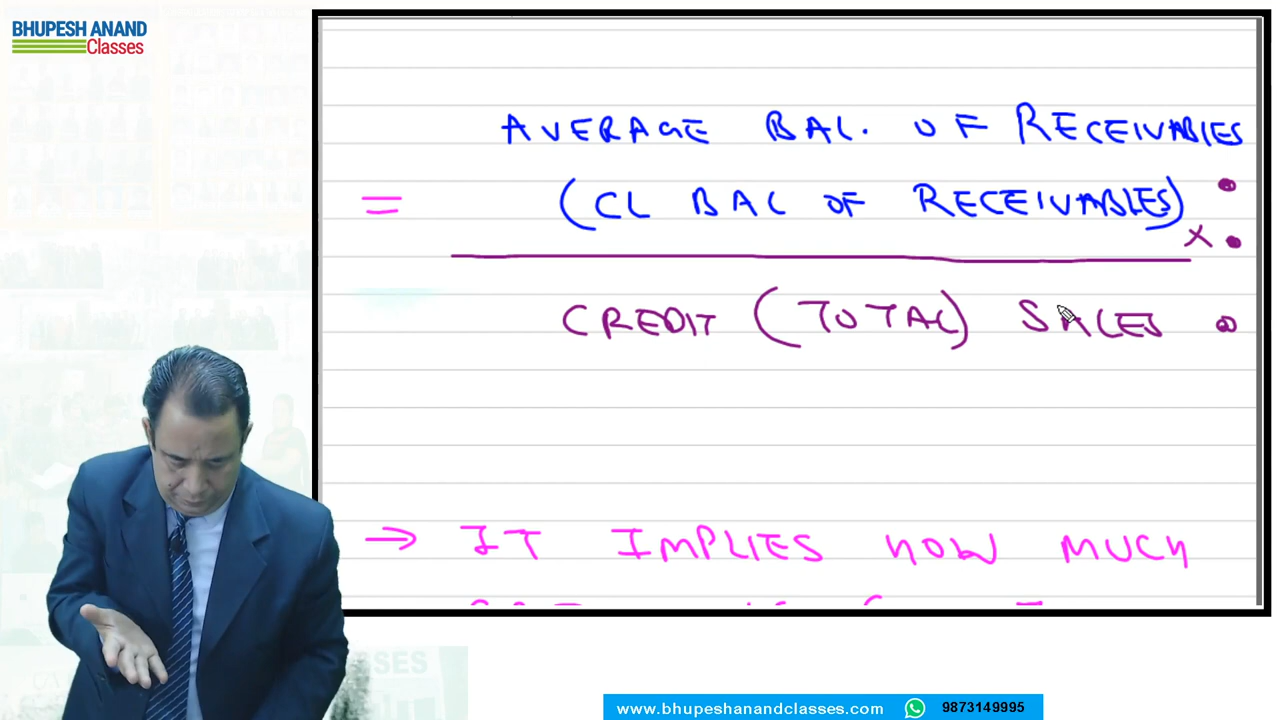 BHUPESH ANAND
Classes
AVERAGE BAL. OF RECEIVABLES
= (CL BAL OF RECEIVABLES)
X
CREDIT (TOTAL) SALES
→ IT IMPLIES HOW MUCH
www.bhupeshanandclasses.com 9873149995